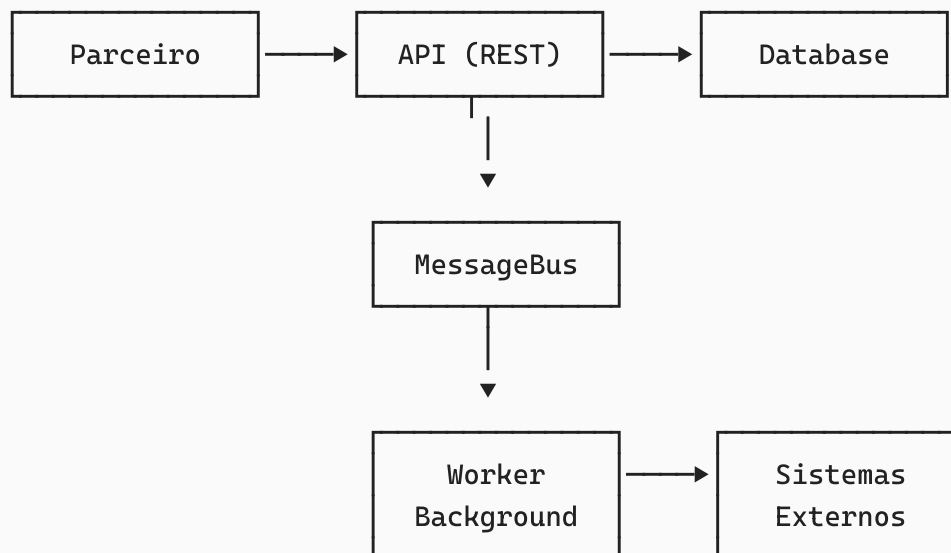 Parceiro
API (REST)
Database
MessageBus
Worker
Background
Sistemas
Externos